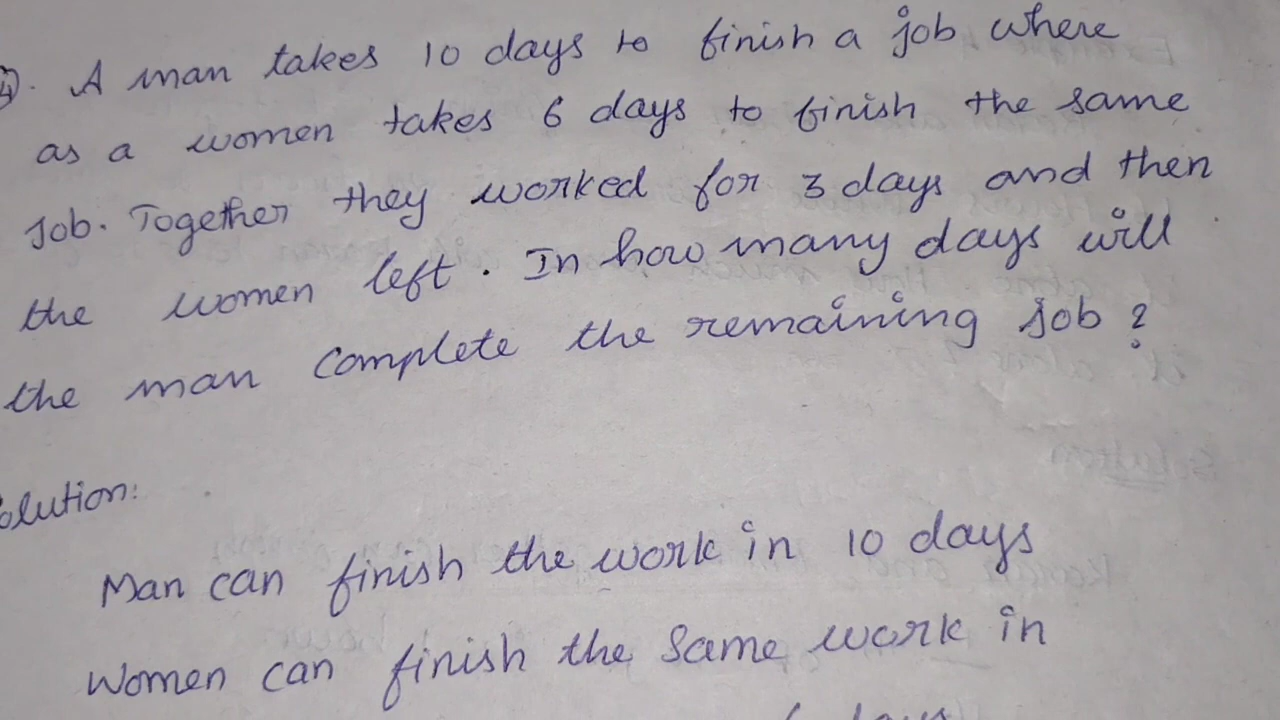 4). A man takes 10 days to finish a job where
as a women takes 6 days to finish the same
Job. Together they worked for 3 days and then
the women left. In how many days will
the man complete the remaining job ?
olution:
Man can finish the work in 10 days
Women can finish the same work in
6 days